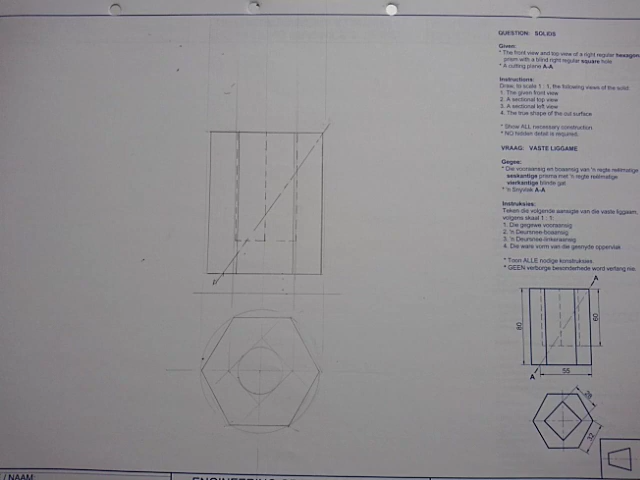 QUESTION: SOLIDS
Given:
* The front view and top view of a right regular hexagon
prism with a blind right regular square hole
* A cutting plane A-A
Instructions:
Draw, to scale 1 : 1, the following views of the solid:
1. The given front view
2. A sectional top view
3. A sectional left view
4. The true shape of the cut surface
* Show ALL necessary construction.
* NO hidden detail is required.
VRAAG: VASTE LIGGAME
Gegee:
* Die vooraansig en boaansig van 'n regte reëlmatige
seskantige prisma met 'n regte reëlmatige
vierkantige blinde gat
* 'n Snyvlak A-A
Instruksies:
Teken die volgende aansigte van die vaste liggaam,
volgens skaal 1 : 1:
1. Die gegewe vooraansig
2. 'n Deursnee-boaansig
3. 'n Deursnee-linkeraansig
4. Die ware vorm van die gesnyde oppervlak
* Toon ALLE nodige konstruksies
* GEEN verborge besonderhede word verlang nie.
A
80
60
55
A
28
32
/ NAAM: